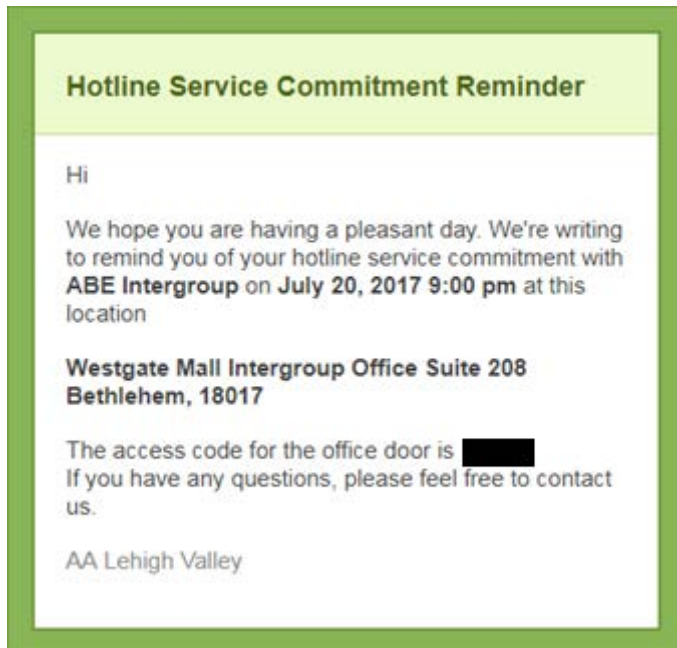 Hotline Service Commitment Reminder
Hi
We hope you are having a pleasant day. We're writing
to remind you of your hotline service commitment with
ABE Intergroup on July 20, 2017 9:00 pm at this
location
Westgate Mall Intergroup Office Suite 208
Bethlehem, 18017
The access code for the office door is
If you have any questions, please feel free to contact
us.
AA Lehigh Valley